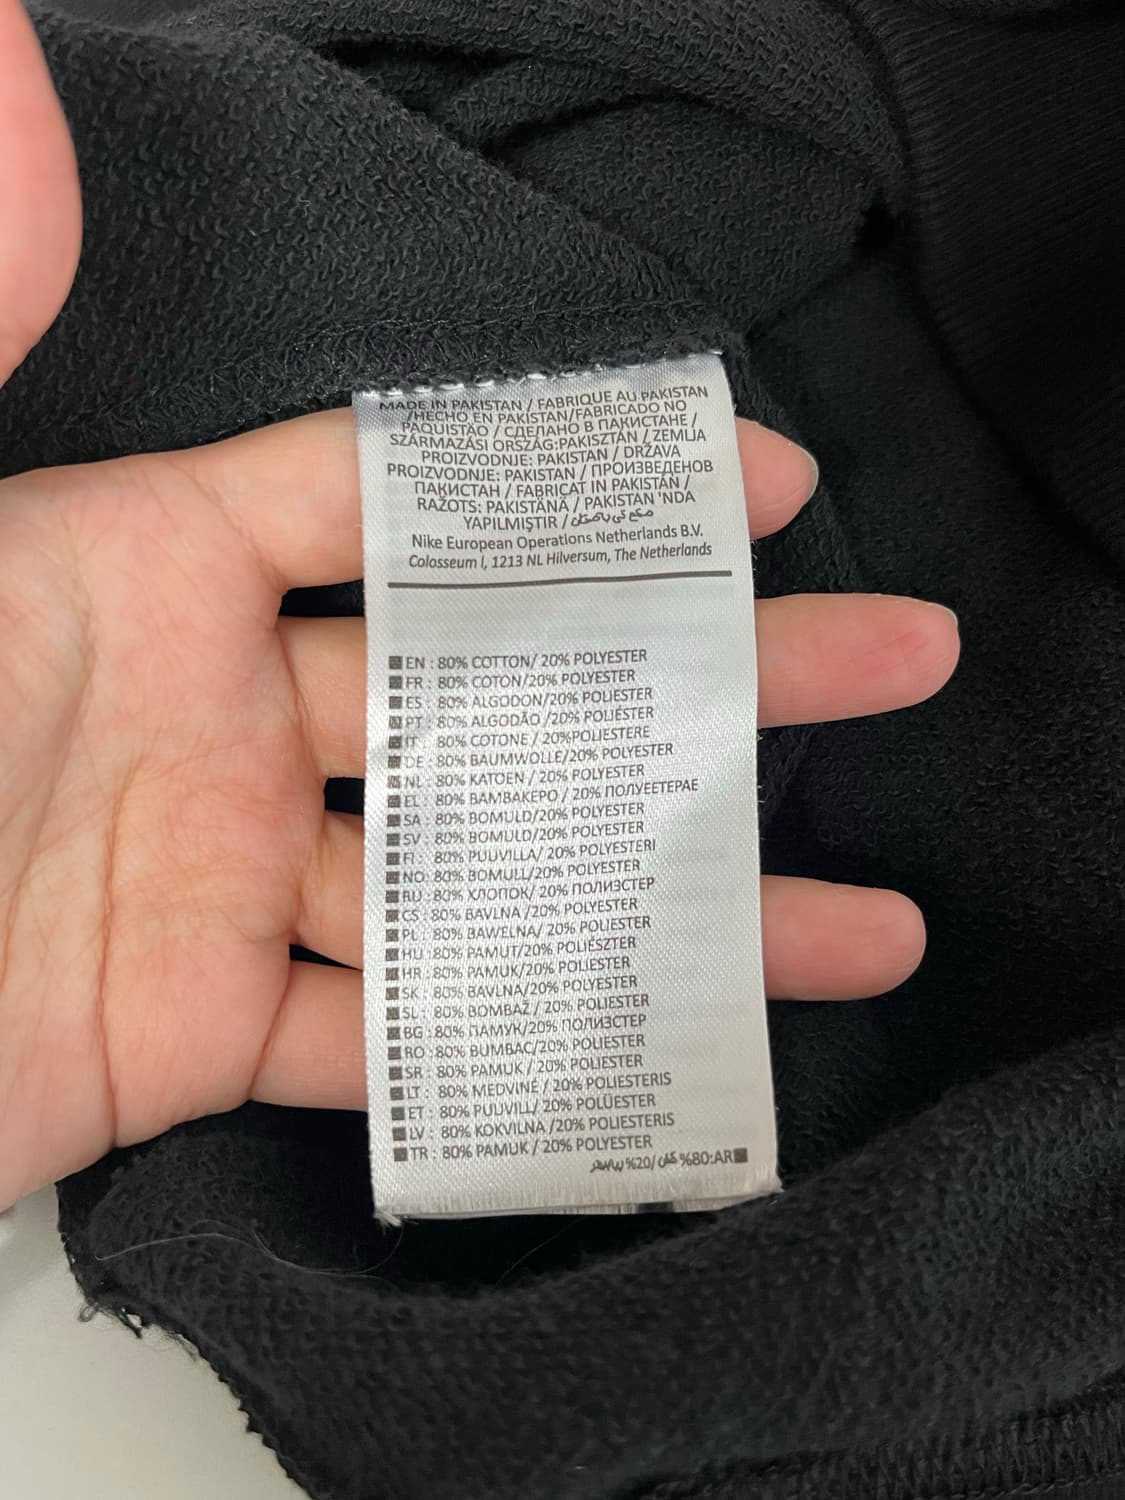 MADE IN PAKISTAN / FABRIQUE AU PAKISTAN
/HECHO EN PAKISTAN/FABRICADO NO
PAQUISTÃO / СДЕЛАНО В ПАКИСТАНЕ /
SZÁRMAZÁSI ORSZÁG:PAKISZTÁN / ZEMLJA
PROIZVODNJE: PAKISTAN / DRŽAVA
PROIZVODNJE: PAKISTAN / ПРОИЗВЕДЕНОВ
ПАКИСТАН / FABRICAT IN PAKISTÁN /
RAŽOTS: PAKISTĀNĀ / PAKISTAN 'NDA
YAPILMIŞTIR /
Nike European Operations Netherlands B.V.
Colosseum I, 1213 NL Hilversum, The Netherlands
EN : 80% COTTON/ 20% POLYESTER
FR : 80% COTON/20% POLYESTER
ES : 80% ALGODON/20% POLIESTER
PT : 80% ALGODÃO /20% POLIÉSTER
IT : 80% COTONE / 20%POLIESTERE
DE : 80% BAUMWOLLE/20% POLYESTER
NL : 80% KATOEN / 20% POLYESTER
EL : 80% ΒΑΜΒΑΚΕΡΟ / 20% ПОЛУЕЕТЕРАЕ
SA : 80% BOMULD/20% POLYESTER
SV : 80% BOMULD/20% POLYESTER
FI : 80% PUUVILLA/ 20% POLYESTERI
NO: 80% BOMULL/20% POLYESTER
RU : 80% ХЛОПОК/ 20% ПОЛИЭСТЕР
CS : 80% BAVLNA /20% POLYESTER
PL : 80% BAWELNA/ 20% POLIESTER
HU : 80% PAMUT/20% POLIÉSZTER
HR : 80% PAMUK/20% POLIESTER
SK : 80% BAVLNA/20% POLYESTER
SL : 80% BOMBAŽ / 20% POLIESTER
BG : 80% ПАМУК/20% ПОЛИЗСТЕР
RO : 80% BUMBAC/20% POLIESTER
SR : 80% PAMUK / 20% POLIESTER
LT : 80% MEDVINĖ / 20% POLIESTERIS
ET : 80% PUUVILL/ 20% POLÜESTER
LV : 80% KOKVILNA /20% POLIESTERIS
TR : 80% PAMUK / 20% POLYESTER
%20/ %80:AR